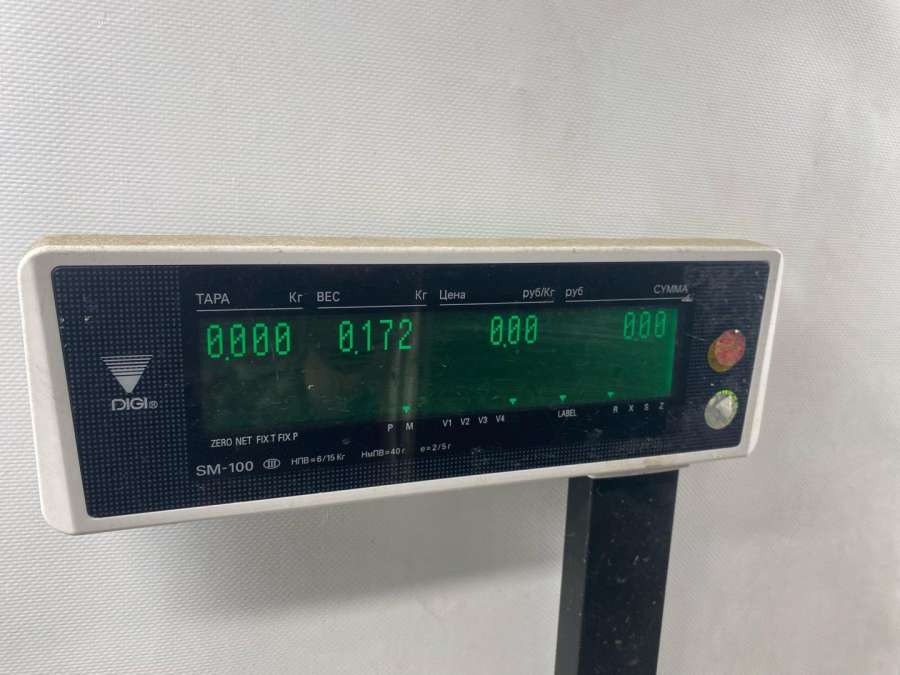 ТАРА Кг ВЕС Кг Цена руб/Кг руб СУММА
0.000 0.172 0.00 0.00
DIGI®
P M V1 V2 V3 V4 LABEL R X S Z
ZERO NET FIX T FIX P
SM-100 III НПВ=6/15 Кг НмПВ=40 г e=2/5 г